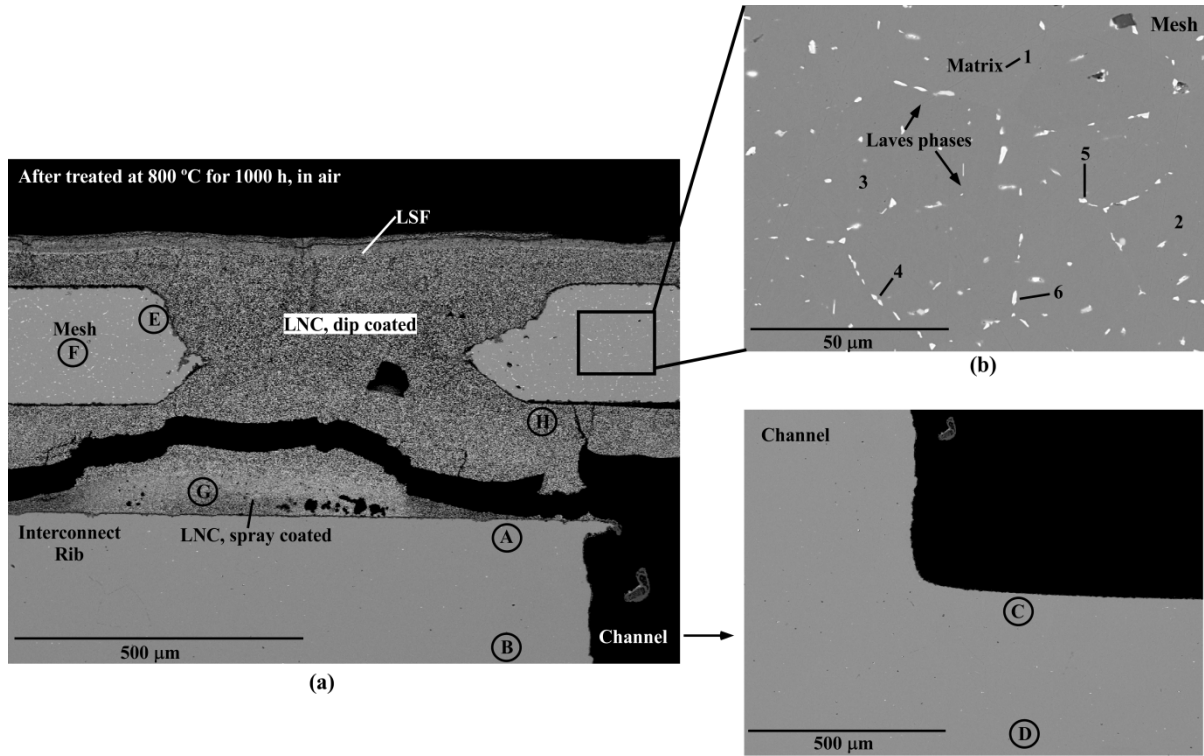 After treated at 800 ºC for 1000 h, in air
LSF
E
Mesh
F
LNC, dip coated
H
G
LNC, spray coated
Interconnect
Rib
A
B
Channel
500 μm
(a)
Mesh
Matrix
1
Laves phases
3
5
2
4
6
50 μm
(b)
Channel
C
D
500 μm